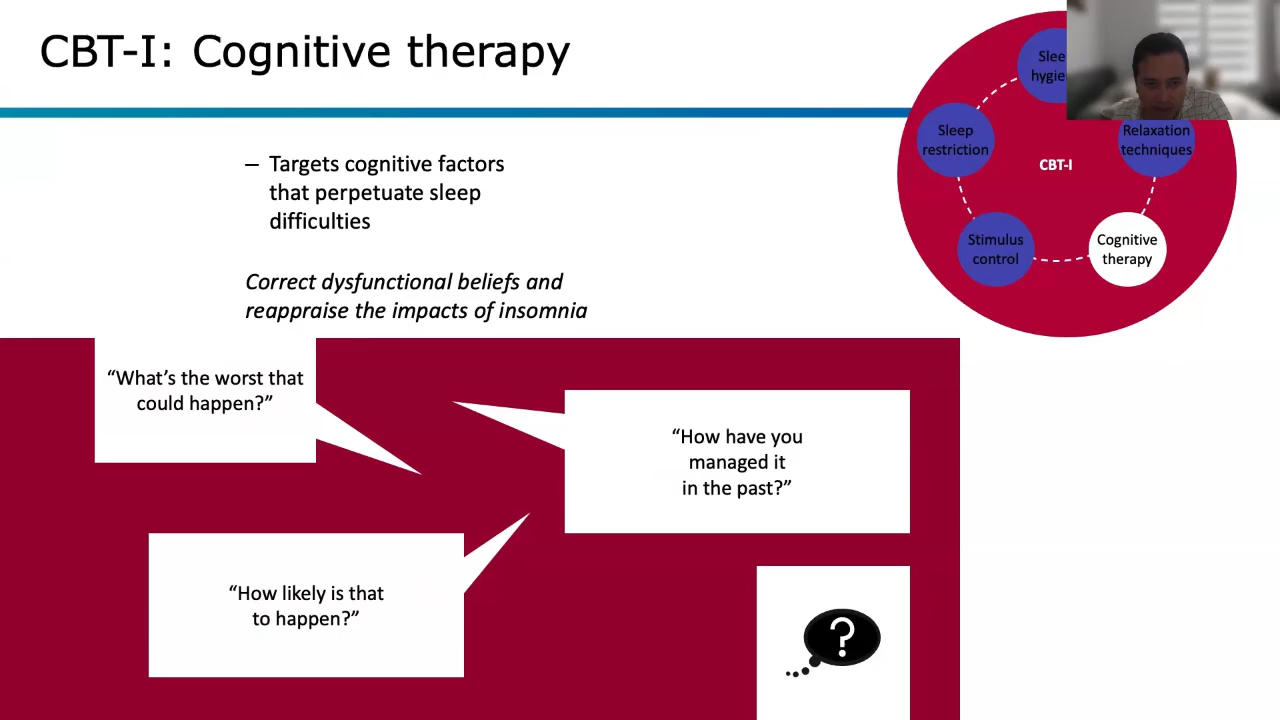 CBT-I: Cognitive therapy
– Targets cognitive factors
that perpetuate sleep
difficulties
Correct dysfunctional beliefs and
reappraise the impacts of insomnia
Sleep
restriction
Relaxation
techniques
CBT-I
Stimulus
control
Cognitive
therapy
“What’s the worst that
could happen?”
“How have you
managed it
in the past?”
“How likely is that
to happen?”
?